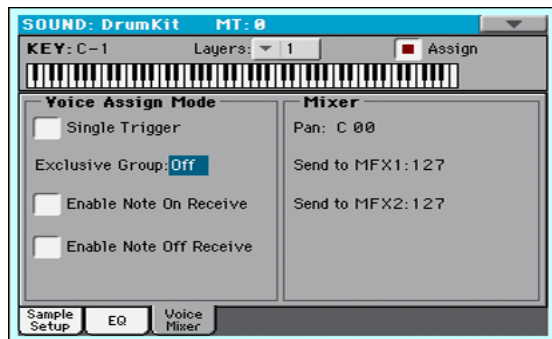 SOUND: DrumKit MT: 0
KEY: C-1 Layers: 1 Assign
Voice Assign Mode
Single Trigger
Exclusive Group: Off
Enable Note On Receive
Enable Note Off Receive
Mixer
Pan: C 00
Send to MFX1:127
Send to MFX2:127
Sample
Setup
EQ
Voice
Mixer